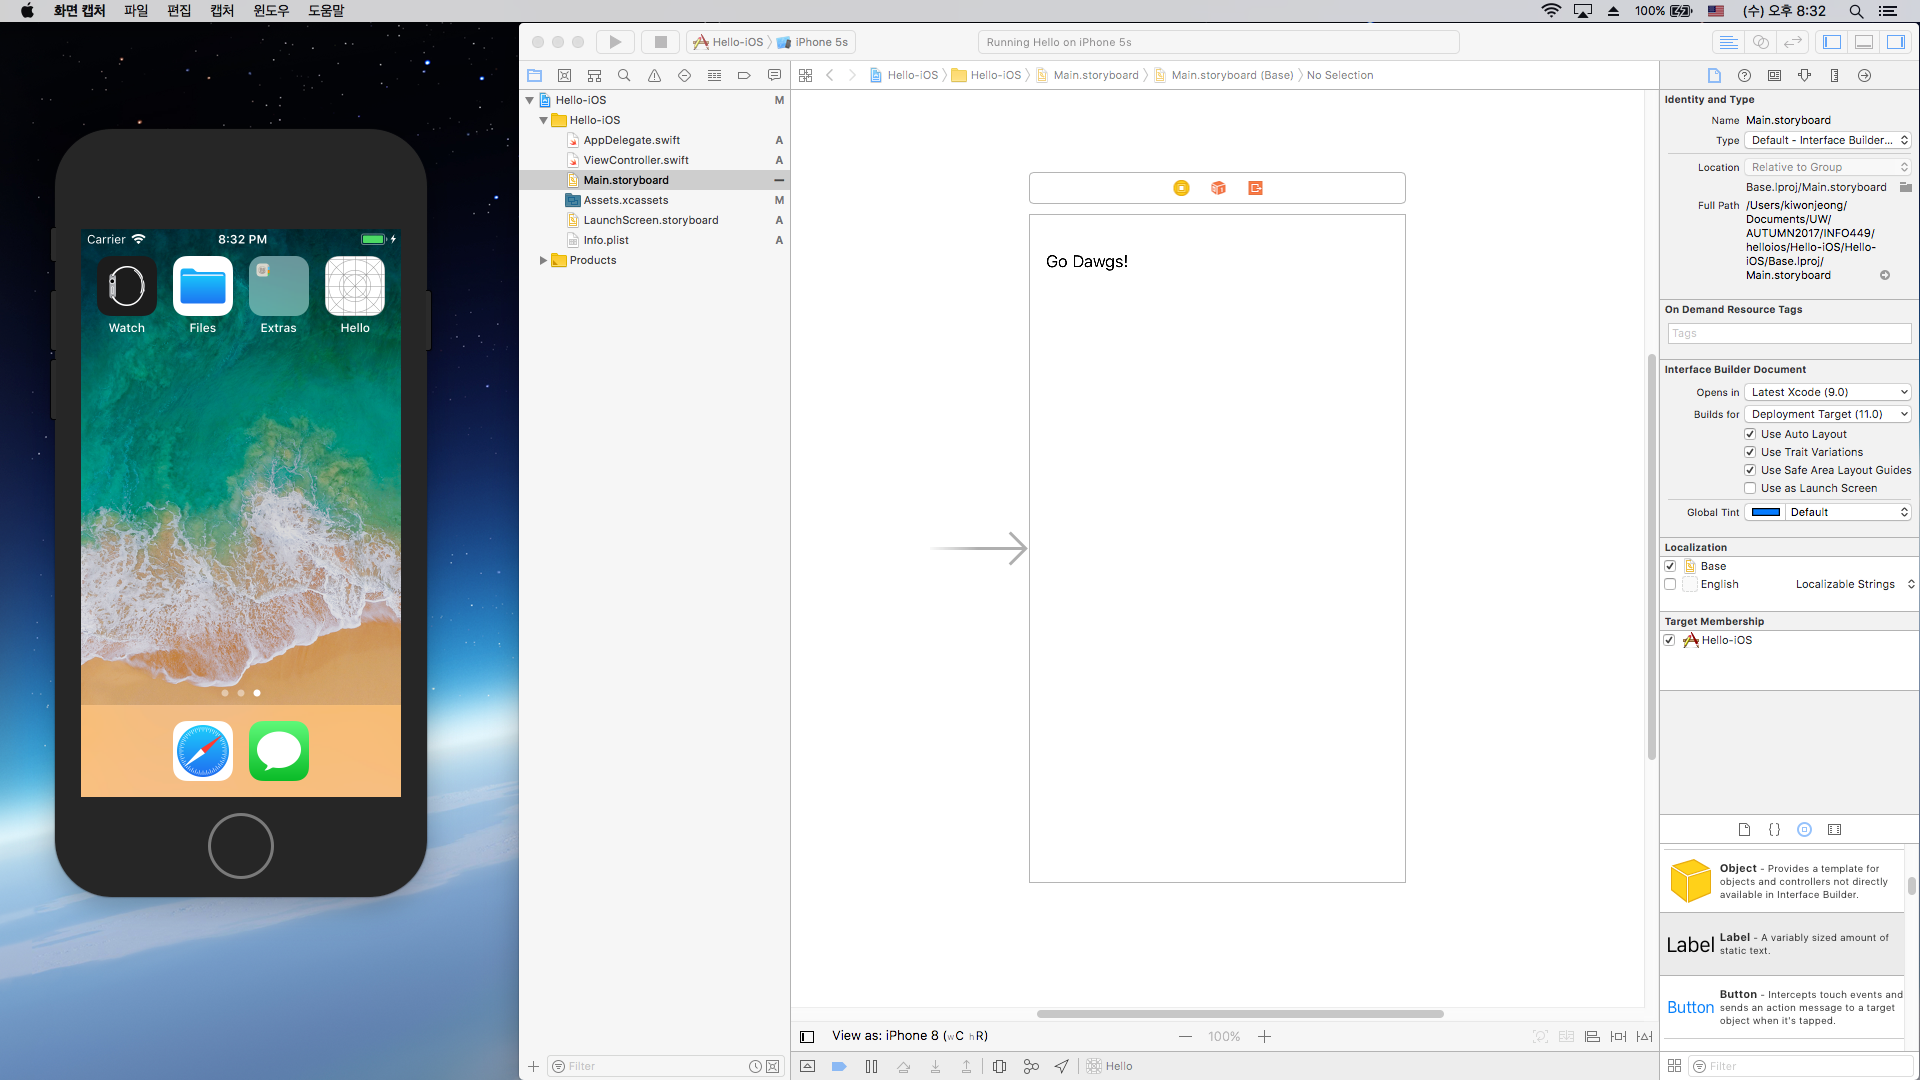 화면 캡처 파일 편집 캡처 윈도우 도움말 100% (수) 오후 8:32
Hello-iOS iPhone 5s Running Hello on iPhone 5s
Hello-iOS Hello-iOS Main.storyboard Main.storyboard (Base) No Selection
Hello-iOS M
Hello-iOS
AppDelegate.swift A
ViewController.swift A
Main.storyboard
Assets.xcassets M
LaunchScreen.storyboard A
Info.plist A
Products
Carrier 8:32 PM
Watch Files Extras Hello
Go Dawgs!
Identity and Type
Name Main.storyboard
Type Default - Interface Builder...
Location Relative to Group
Base.lproj/Main.storyboard
Full Path /Users/kiwonjeong/
Documents/UW/
AUTUMN2017/INFO449/
helloios/Hello-iOS/Hello-
iOS/Base.lproj/
Main.storyboard
On Demand Resource Tags
Tags
Interface Builder Document
Opens in Latest Xcode (9.0)
Builds for Deployment Target (11.0)
Use Auto Layout
Use Trait Variations
Use Safe Area Layout Guides
Use as Launch Screen
Global Tint Default
Localization
Base
English Localizable Strings
Target Membership
Hello-iOS
Object - Provides a template for
objects and controllers not directly
available in Interface Builder.
Label Label - A variably sized amount of
static text.
Button Button - Intercepts touch events and
sends an action message to a target
object when it's tapped.
View as: iPhone 8 (wC hR) 100%
Filter Hello Filter